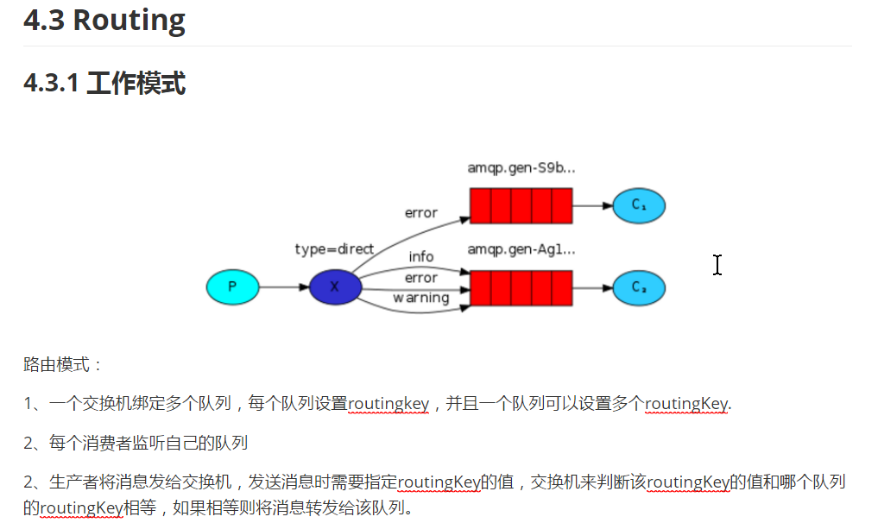 4.3 Routing
4.3.1 工作模式
amqp.gen-S9b...
C₁
error
type=direct
info
amqp.gen-Ag1...
error
warning
P
X
C₂
路由模式：
1、一个交换机绑定多个队列，每个队列设置routingkey，并且一个队列可以设置多个routingKey.
2、每个消费者监听自己的队列
2、生产者将消息发给交换机，发送消息时需要指定routingKey的值，交换机来判断该routingKey的值和哪个队列
的routingKey相等，如果相等则将消息转发给该队列。